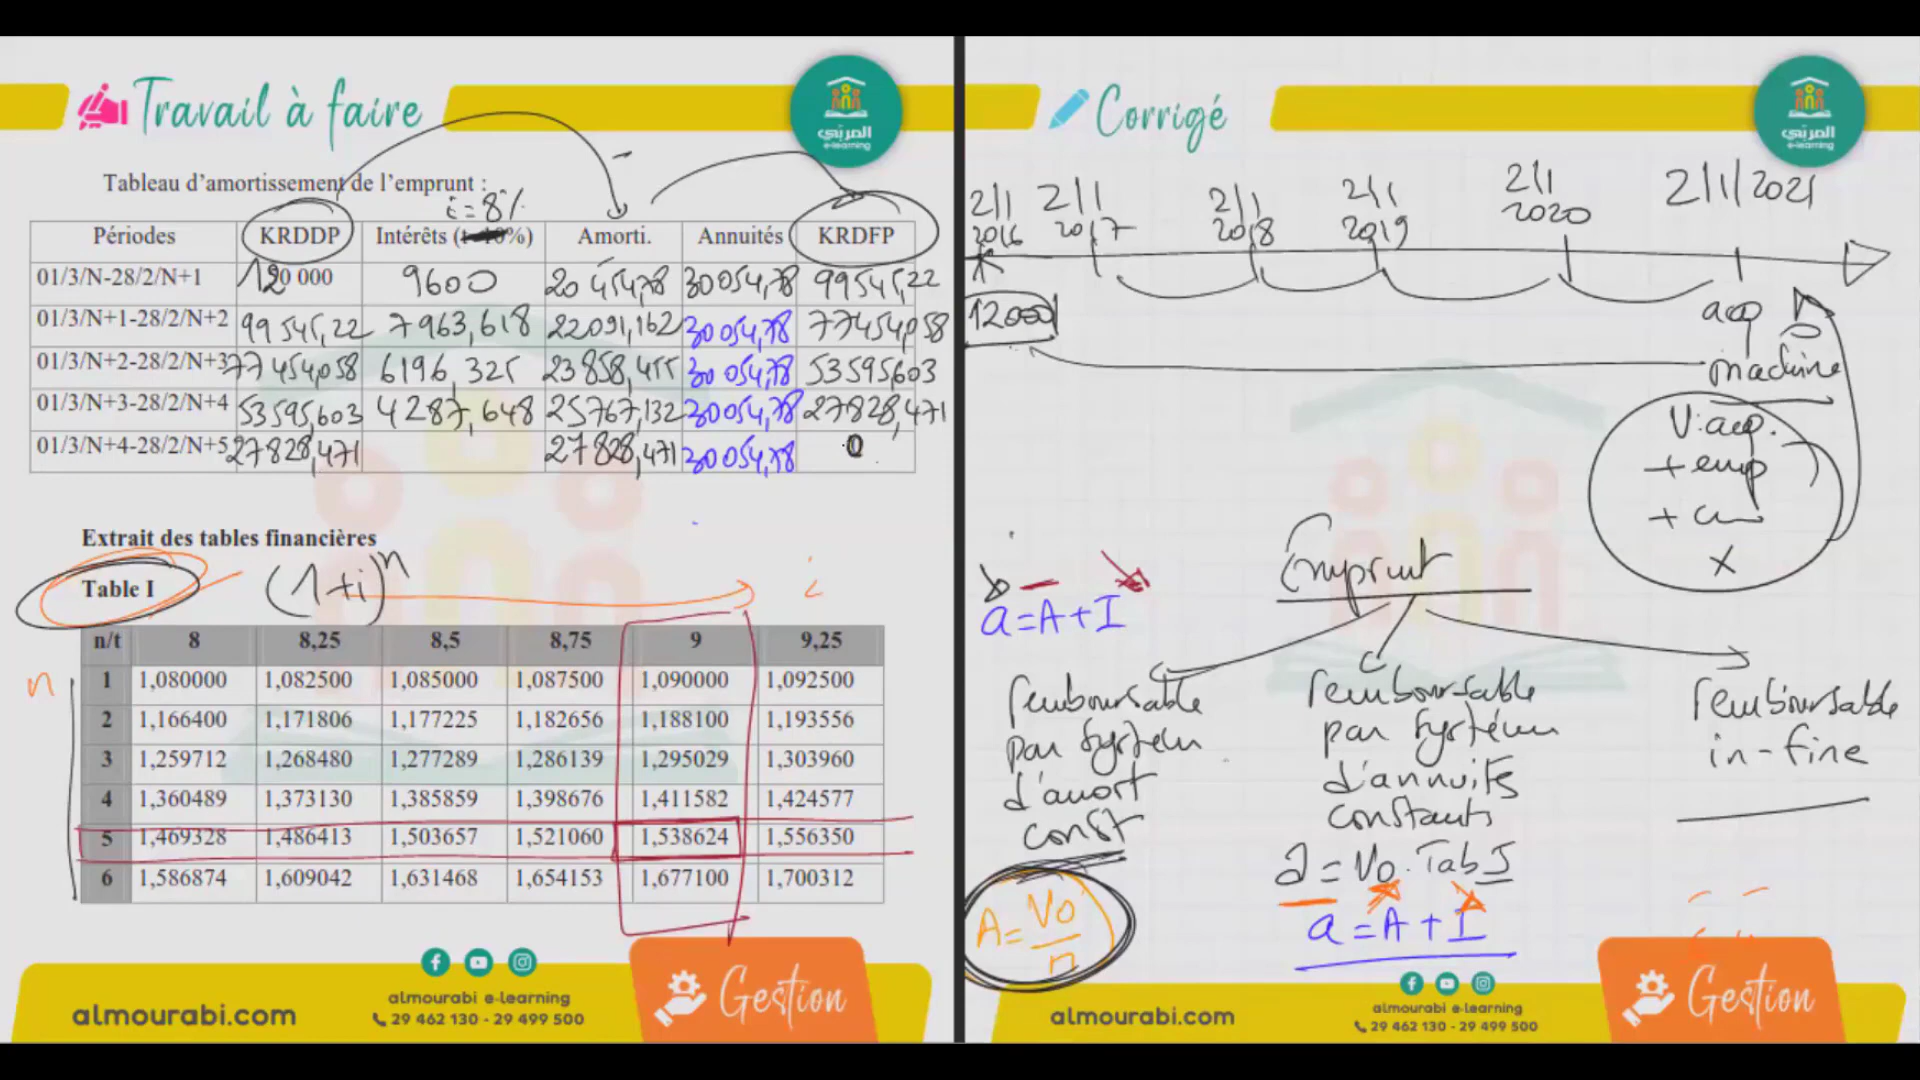 Travail à faire
المربّي
e-learning
Tableau d'amortissement de l'emprunt :
i = 8%
Périodes KRDDP Intérêts ( %) Amorti. Annuités KRDFP
01/3/N-28/2/N+1 120 000 9600 20 454,78 30054,78 99545,22
01/3/N+1-28/2/N+2 99 545,22 7963,618 22091,162 30054,78 77454,058
01/3/N+2-28/2/N+3 77454,058 6196,325 23858,455 30054,78 53595,603
01/3/N+3-28/2/N+4 53595,603 4287,648 25767,132 30054,78 27828,471
01/3/N+4-28/2/N+5 27828,471 27828,471 30054,78 0
Extrait des tables financières
Table I (1+i)^n i
n
n/t 8 8,25 8,5 8,75 9 9,25
1 1,080000 1,082500 1,085000 1,087500 1,090000 1,092500
2 1,166400 1,171806 1,177225 1,182656 1,188100 1,193556
3 1,259712 1,268480 1,277289 1,286139 1,295029 1,303960
4 1,360489 1,373130 1,385859 1,398676 1,411582 1,424577
5 1,469328 1,486413 1,503657 1,521060 1,538624 1,556350
6 1,586874 1,609042 1,631468 1,654153 1,677100 1,700312
almourabi.com
almourabi e-learning
29 462 130 - 29 499 500
Gestion
Corrigé
المربّي
e-learning
2/1 2016
2/1 2017
2/1 2018
2/1 2019
2/1 2020
2/1/2021
acq
machine
V.acq.
+ emp
X
Emprunt
a = A + I
remboursable
par système
d'amort
const
A = Vo/n
remboursable
par système
d'annuités
constants
a = Vo . Tab I
a = A + I
remboursable
in-fine
almourabi.com
almourabi e-learning
29 462 130 - 29 499 500
Gestion